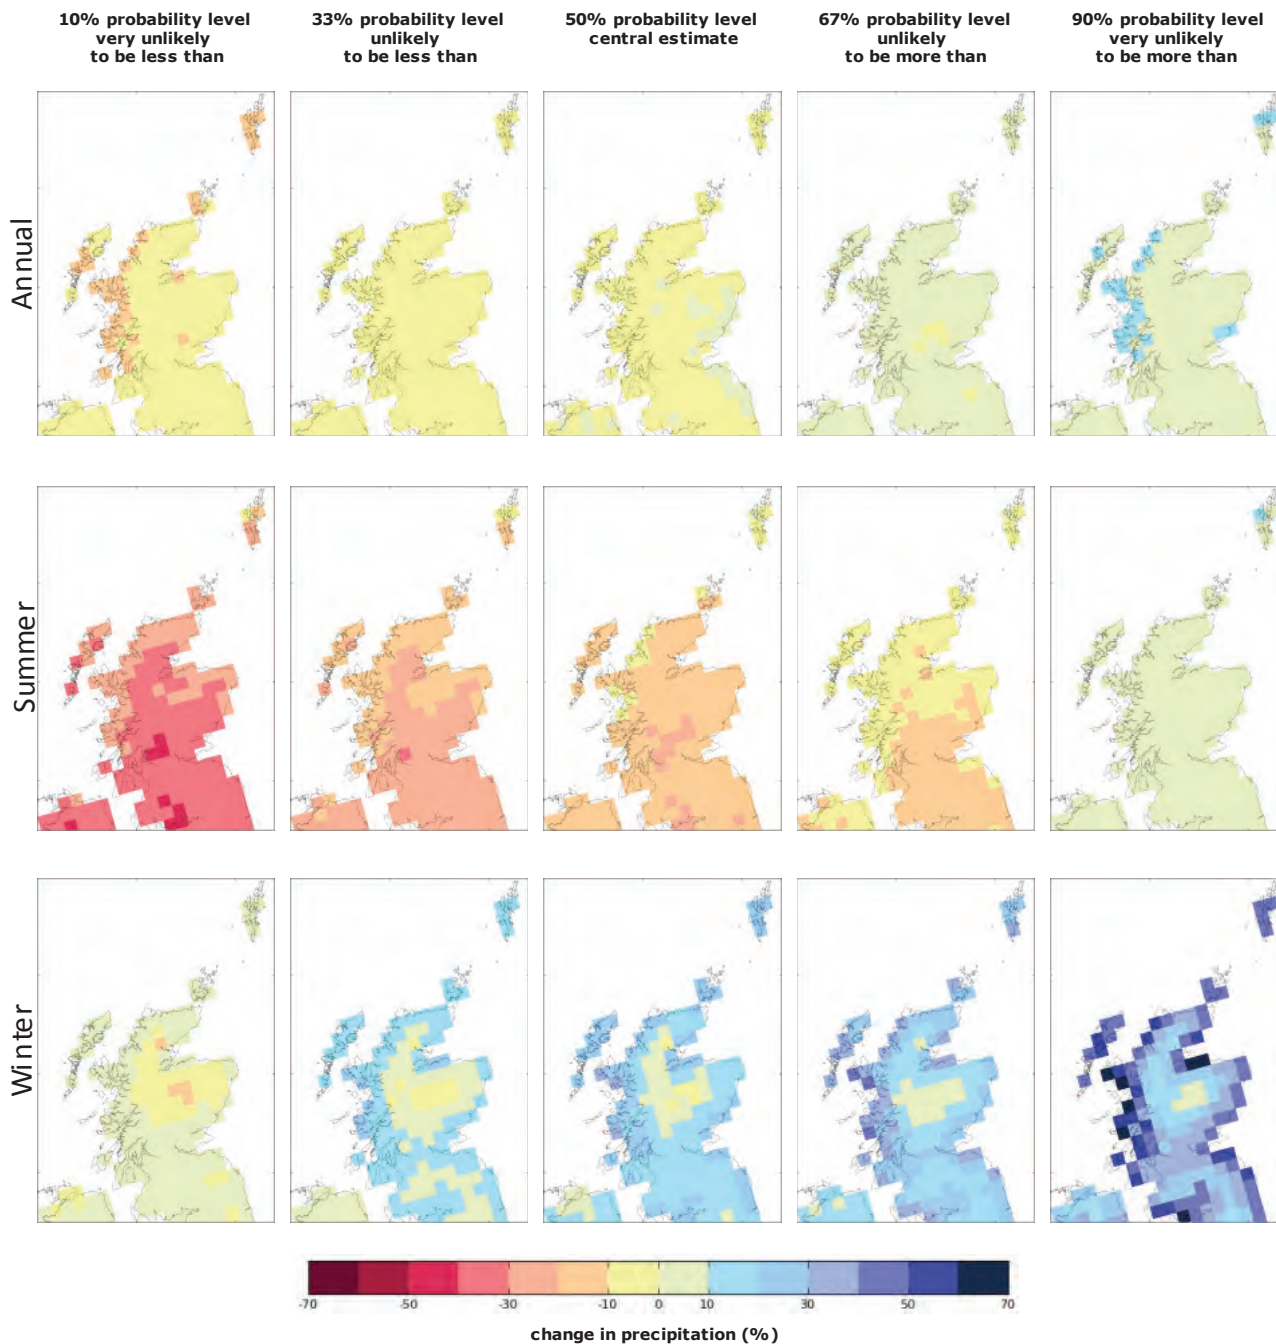 10% probability level
very unlikely
to be less than
33% probability level
unlikely
to be less than
50% probability level
central estimate
67% probability level
unlikely
to be more than
90% probability level
very unlikely
to be more than
Annual
Summer
Winter
-70 -50 -30 -10 0 10 30 50 70
change in precipitation (%)